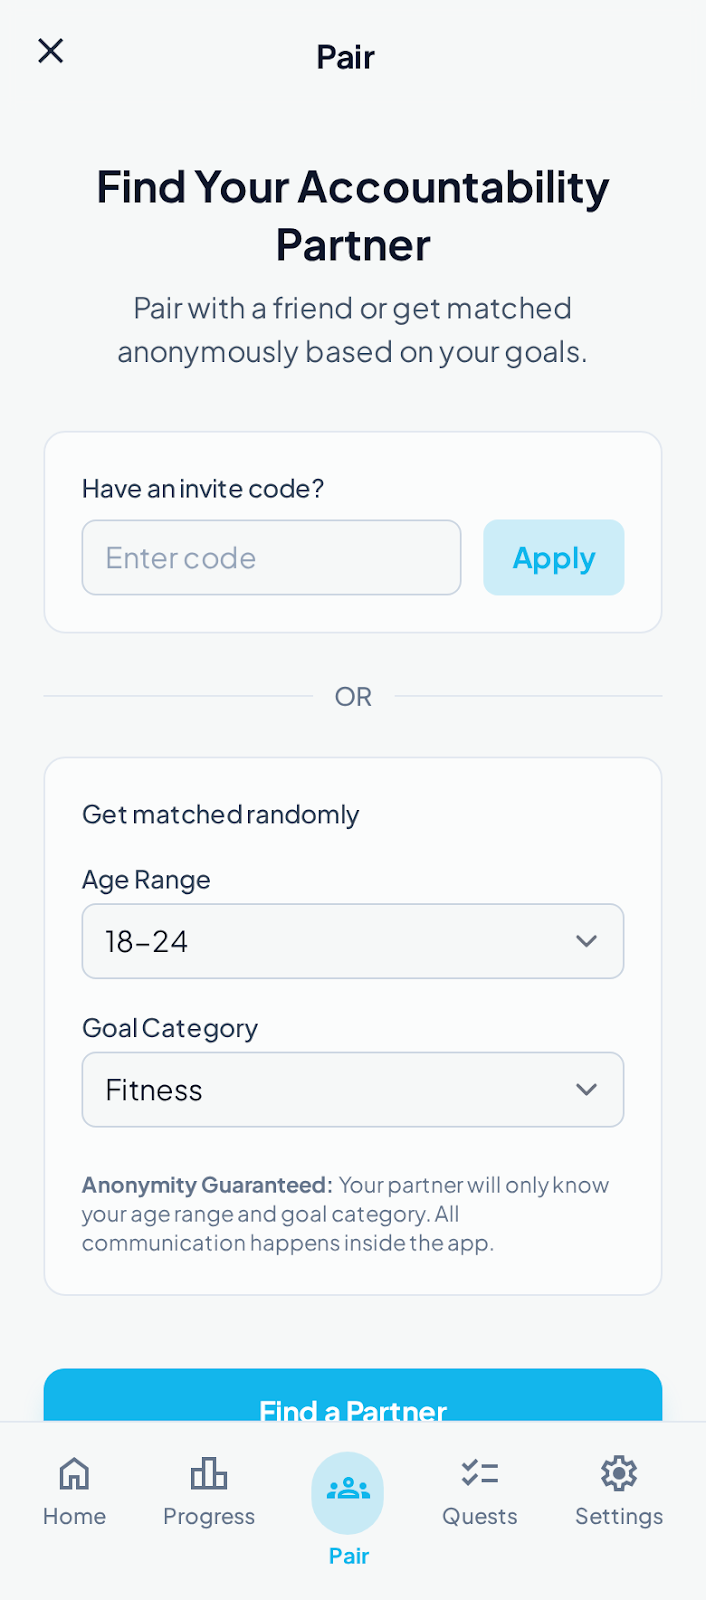 Pair
Find Your Accountability
Partner
Pair with a friend or get matched
anonymously based on your goals.
Have an invite code?
Enter code
Apply
OR
Get matched randomly
Age Range
18–24
Goal Category
Fitness
Anonymity Guaranteed: Your partner will only know
your age range and goal category. All
communication happens inside the app.
Find a Partner
Home
Progress
Pair
Quests
Settings